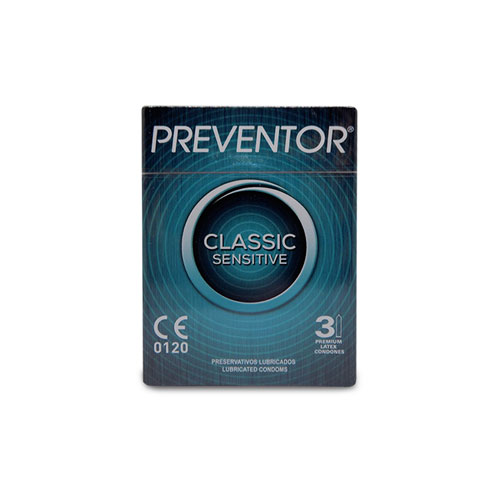 PREVENTOR®
CLASSIC
SENSITIVE
CE
0120
3
PREMIUM
LATEX
CONDONES
PRESERVATIVOS LUBRICADOS
LUBRICATED CONDOMS